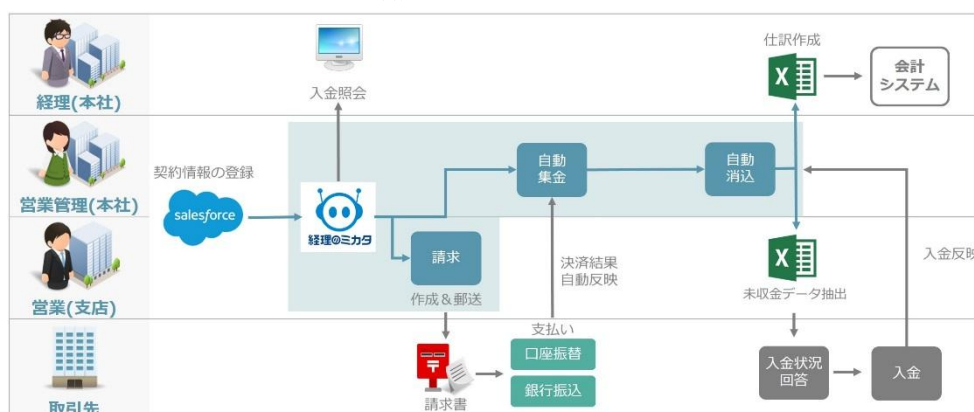 仕訳作成
会計
システム
入金照会
経理(本社)
契約情報の登録
自動
集金
自動
消込
営業管理(本社)
salesforce
経理@ミカタ
請求
決済結果
自動反映
入金反映
作成&郵送
未収金データ抽出
営業(支店)
支払い
口座振替
入金状況
回答
入金
銀行振込
請求書
取引先